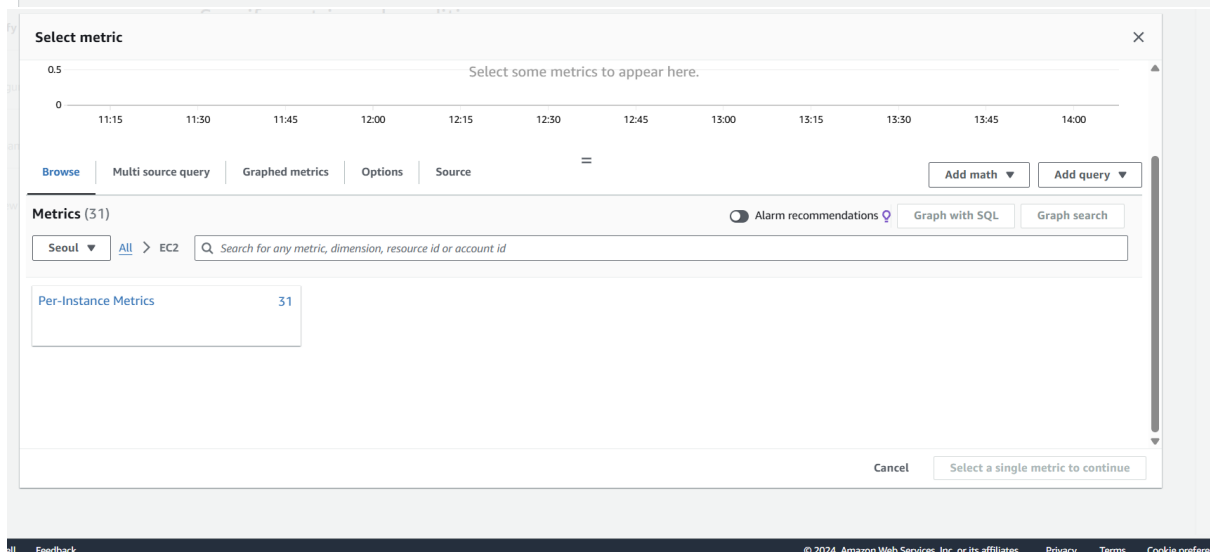 Select metric
0.5
Select some metrics to appear here.
0
11:15 11:30 11:45 12:00 12:15 12:30 12:45 13:00 13:15 13:30 13:45 14:00
Browse Multi source query Graphed metrics Options Source = Add math Add query
Metrics (31) Alarm recommendations Graph with SQL Graph search
Seoul All > EC2 Search for any metric, dimension, resource id or account id
Per-Instance Metrics 31
Cancel Select a single metric to continue
Feedback © 2024, Amazon Web Services, Inc. or its affiliates. Privacy Terms